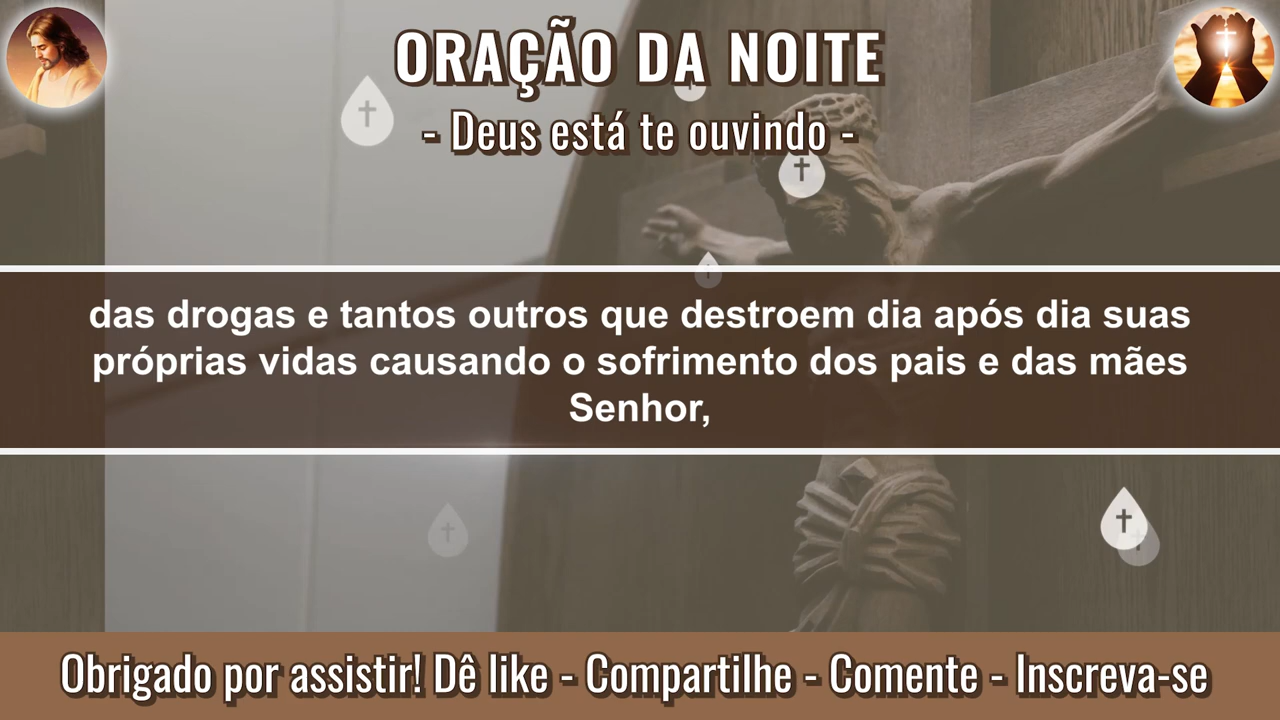 ORAÇÃO DA NOITE
- Deus está te ouvindo -
das drogas e tantos outros que destroem dia após dia suas
próprias vidas causando o sofrimento dos pais e das mães
Senhor,
Obrigado por assistir! Dê like - Compartilhe - Comente - Inscreva-se